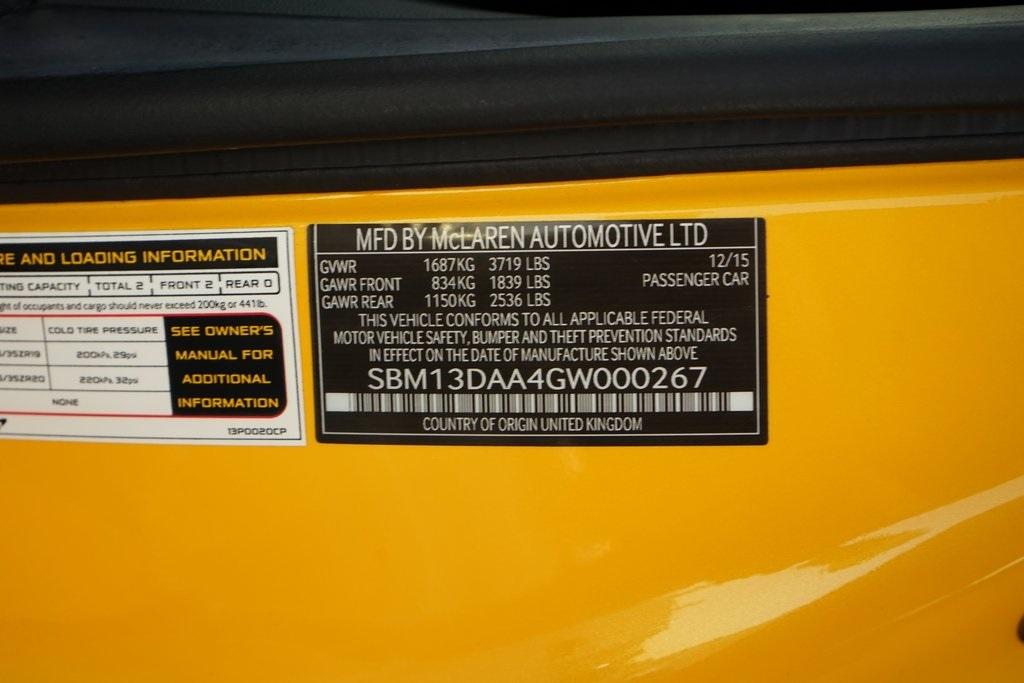 RE AND LOADING INFORMATION
TING CAPACITY TOTAL 2 FRONT 2 REAR 0
ght of occupants and cargo should never exceed 200kg or 441lb.
SIZE COLD TIRE PRESSURE SEE OWNER'S
/35ZR19 200kPa, 29psi MANUAL FOR
/35ZR20 220kPa, 32psi ADDITIONAL
NONE INFORMATION
13P0020CP
MFD BY McLAREN AUTOMOTIVE LTD
GVWR 1687KG 3719 LBS 12/15
GAWR FRONT 834KG 1839 LBS PASSENGER CAR
GAWR REAR 1150KG 2536 LBS
THIS VEHICLE CONFORMS TO ALL APPLICABLE FEDERAL
MOTOR VEHICLE SAFETY, BUMPER AND THEFT PREVENTION STANDARDS
IN EFFECT ON THE DATE OF MANUFACTURE SHOWN ABOVE
SBM13DAA4GW000267
COUNTRY OF ORIGIN UNITED KINGDOM